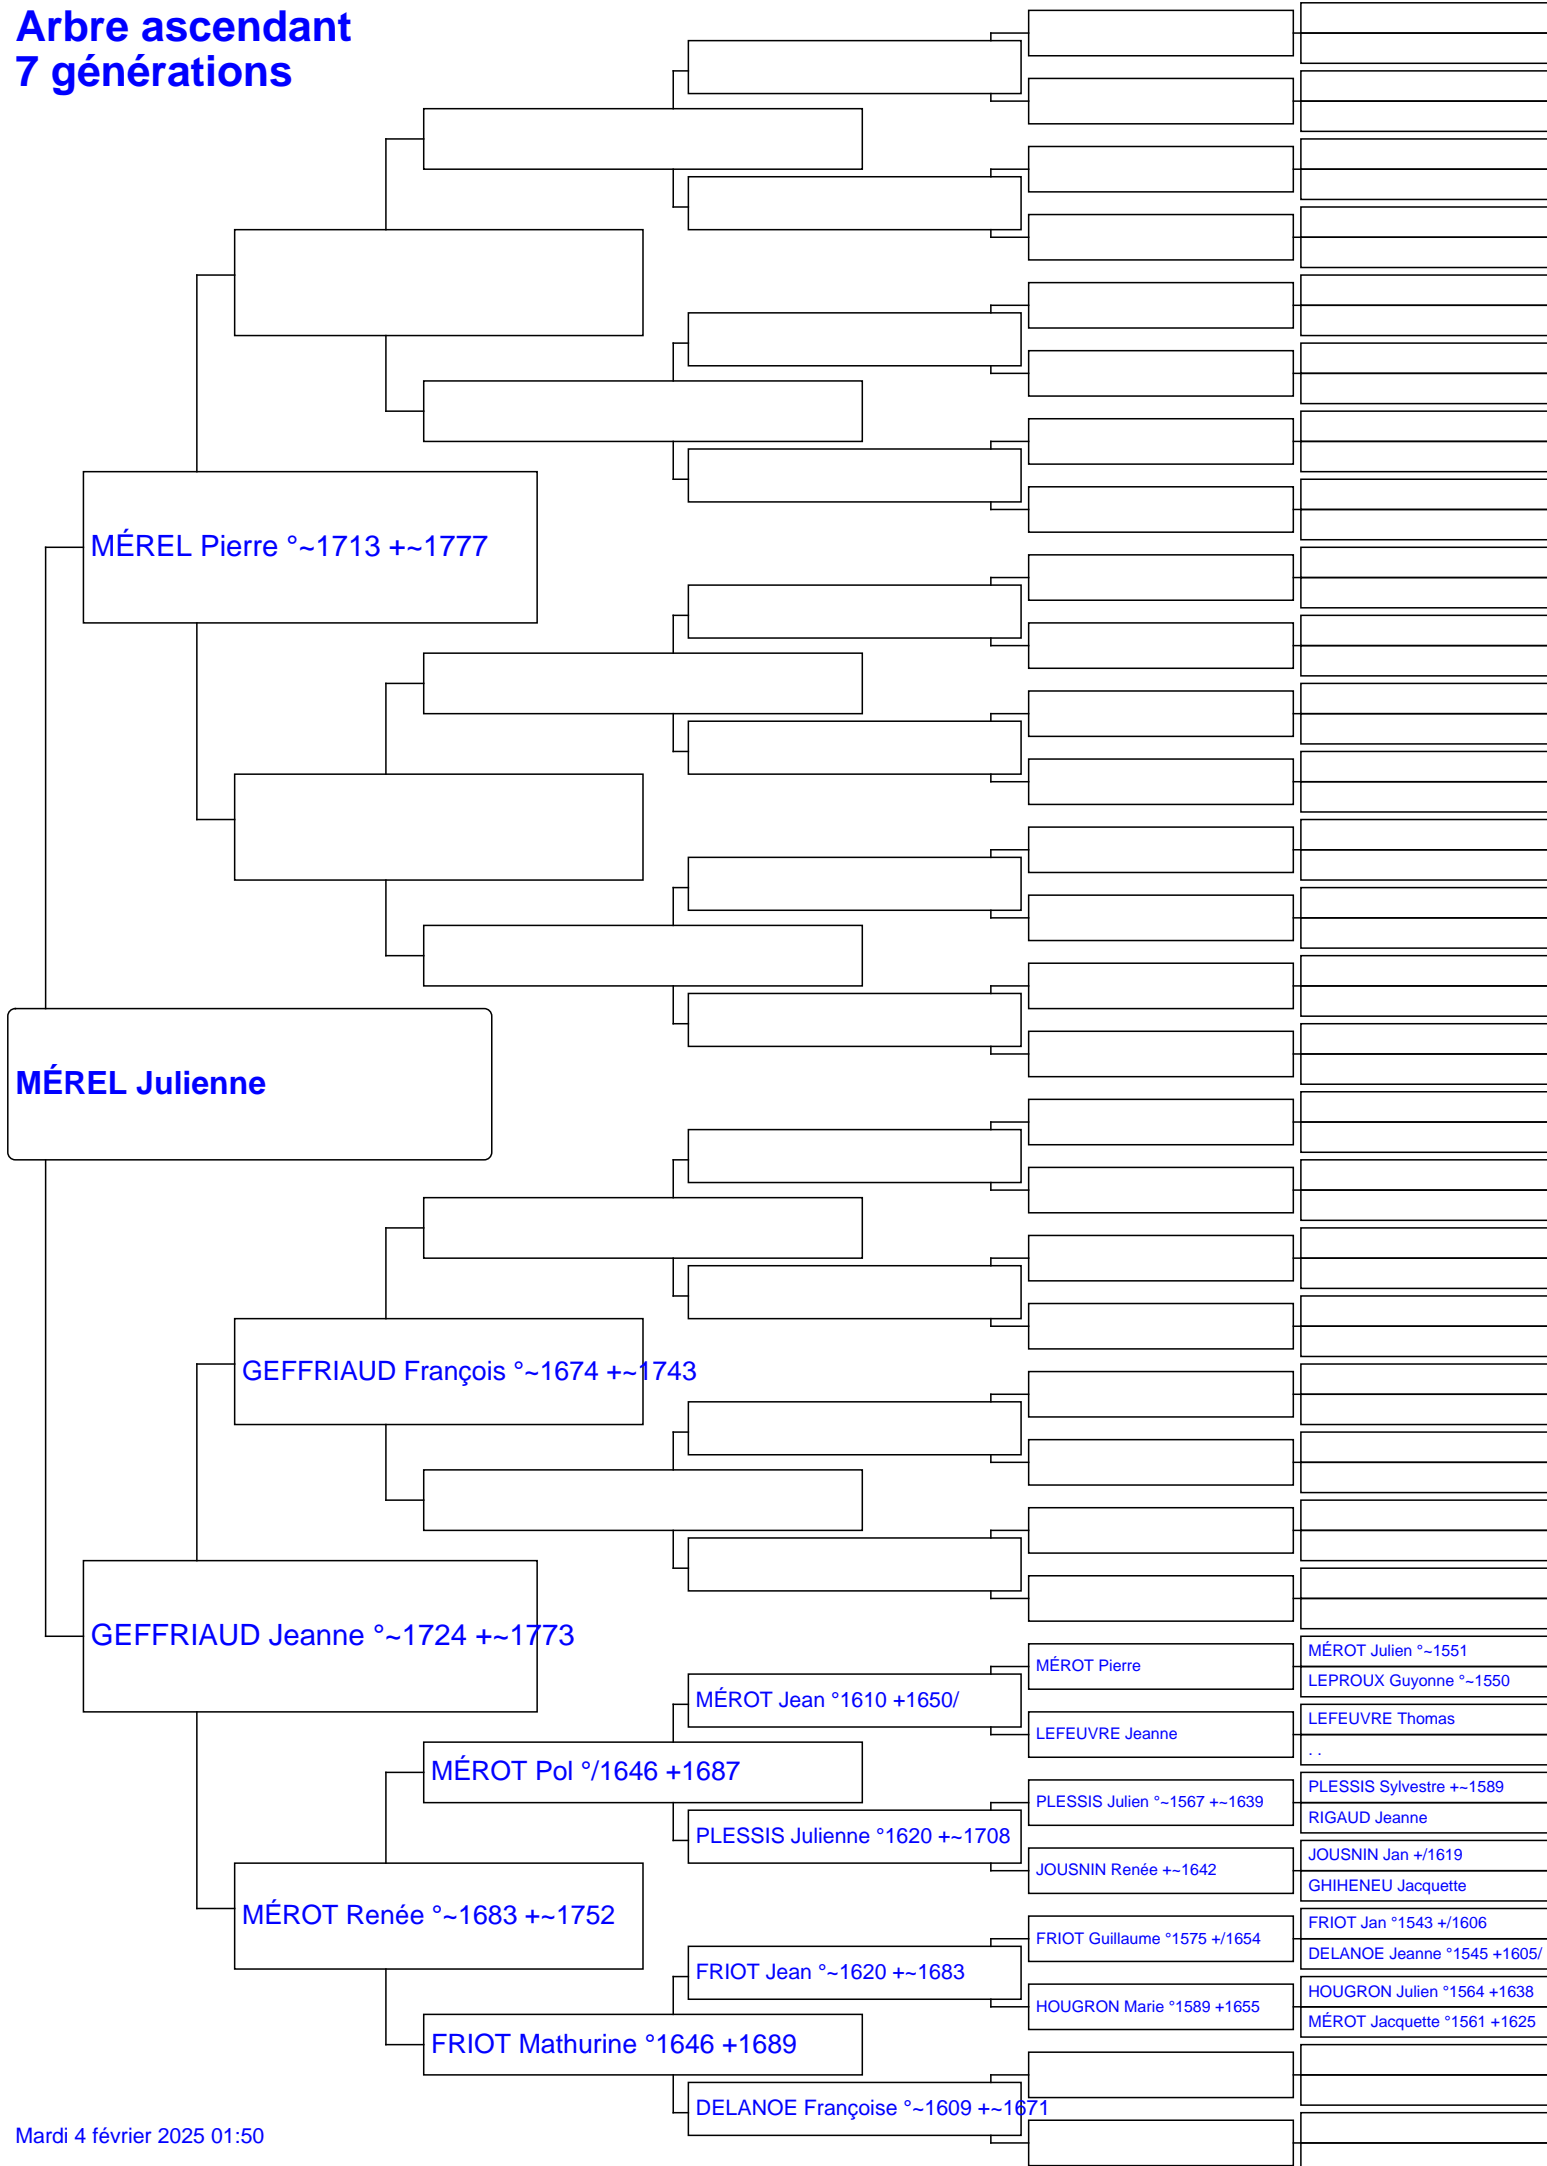 Arbre ascendant
7 générations
MÉREL Pierre °~1713 +~1777
MÉREL Julienne
GEFFRIAUD François °~1674 +~1743
GEFFRIAUD Jeanne °~1724 +~1773
MÉROT Julien °~1551
MÉROT Pierre
LEPROUX Guyonne °~1550
MÉROT Jean °1610 +1650/
LEFEUVRE Thomas
LEFEUVRE Jeanne
. .
MÉROT Pol °/1646 +1687
PLESSIS Sylvestre +~1589
PLESSIS Julien °~1567 +~1639
RIGAUD Jeanne
PLESSIS Julienne °1620 +~1708
JOUSNIN Jan +/1619
JOUSNIN Renée +~1642
GHIHENEU Jacquette
MÉROT Renée °~1683 +~1752
FRIOT Jan °1543 +/1606
FRIOT Guillaume °1575 +/1654
DELANOE Jeanne °1545 +1605/
FRIOT Jean °~1620 +~1683
HOUGRON Julien °1564 +1638
HOUGRON Marie °1589 +1655
MÉROT Jacquette °1561 +1625
FRIOT Mathurine °1646 +1689
DELANOE Françoise °~1609 +~1671
Mardi 4 février 2025 01:50